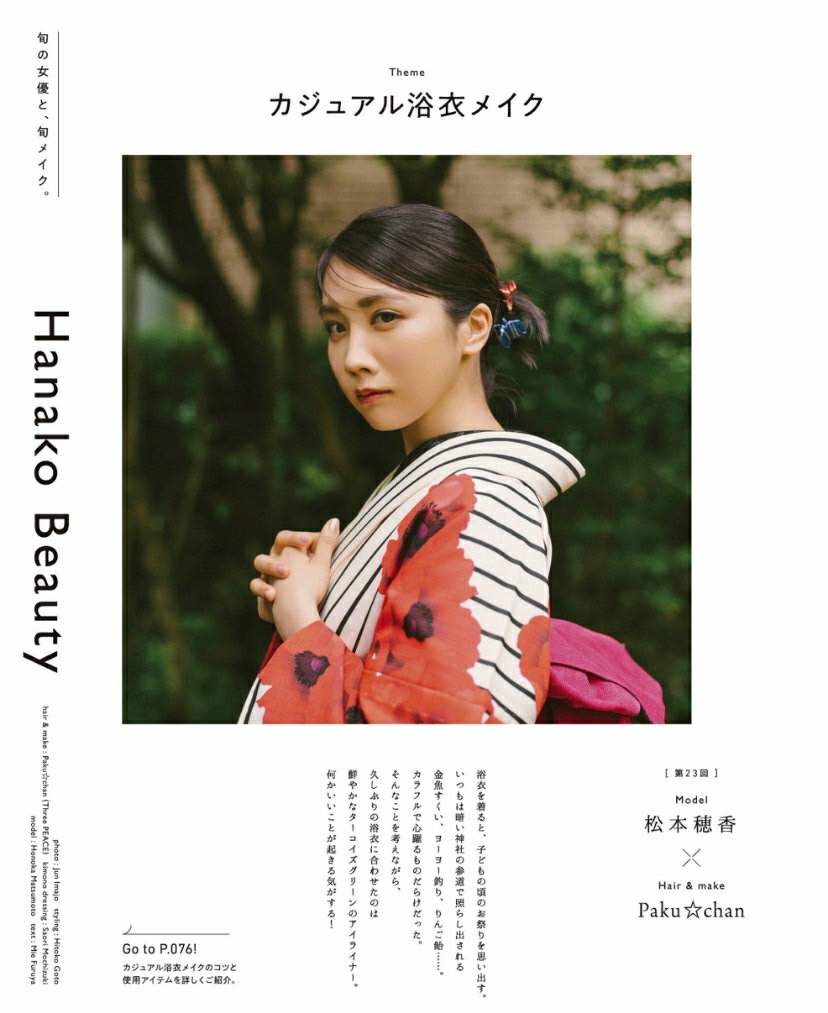 旬の女優と、旬メイク。
Hanako Beauty
hair & make : Paku☆chan (Three PEACE) kimono dressing : Saori Mochizuki model : Honoka Matsumoto text : Mie Furuya
photo : Jun Imajo styling : Hitoko Goto
Theme
カジュアル浴衣メイク
浴衣を着ると、子どもの頃のお祭りを思い出す。
いつもは暗い神社の参道で照らし出される
金魚すくい、ヨーヨー釣り、りんご飴……。
カラフルで心躍るものだらけだった。
そんなことを考えながら、
久しぶりの浴衣に合わせたのは
鮮やかなターコイズグリーンのアイライナー。
何かいいことが起きる気がする！
[ 第23回 ]
Model
松本穂香
×
Hair & make
Paku☆chan
Go to P.076!
カジュアル浴衣メイクのコツと
使用アイテムを詳しくご紹介。